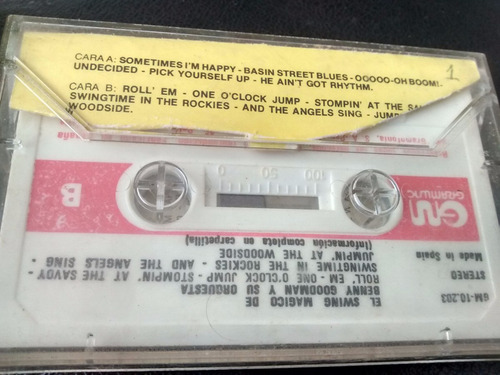 CARA A: SOMETIMES I'M HAPPY - BASIN STREET BLUES - OGOOO-OH BOOM! -
UNDECIDED - PICK YOURSELF UP - HE AIN'T GOT RHYTHM.
CARA B: ROLL' EM - ONE O'CLOCK JUMP - STOMPIN' AT THE
SWINGTIME IN THE ROCKIES - AND THE ANGELS SING -
WOODSIDE.
1
100 50 0
B
GM
GRAMUSIC
Made in Spain
STEREO
GM-10.203
EL SWING MAGICO DE
BENNY GOODMAN Y SU ORQUESTA
ROLL EM - ONE O'CLOCK JUMP - STOMPIN' AT THE SAVOY -
SWINGTIME IN THE ROCKIES - AND THE ANGELS SING -
JUMPIN' AT THE WOODSIDE
(Información completa en carpetilla)